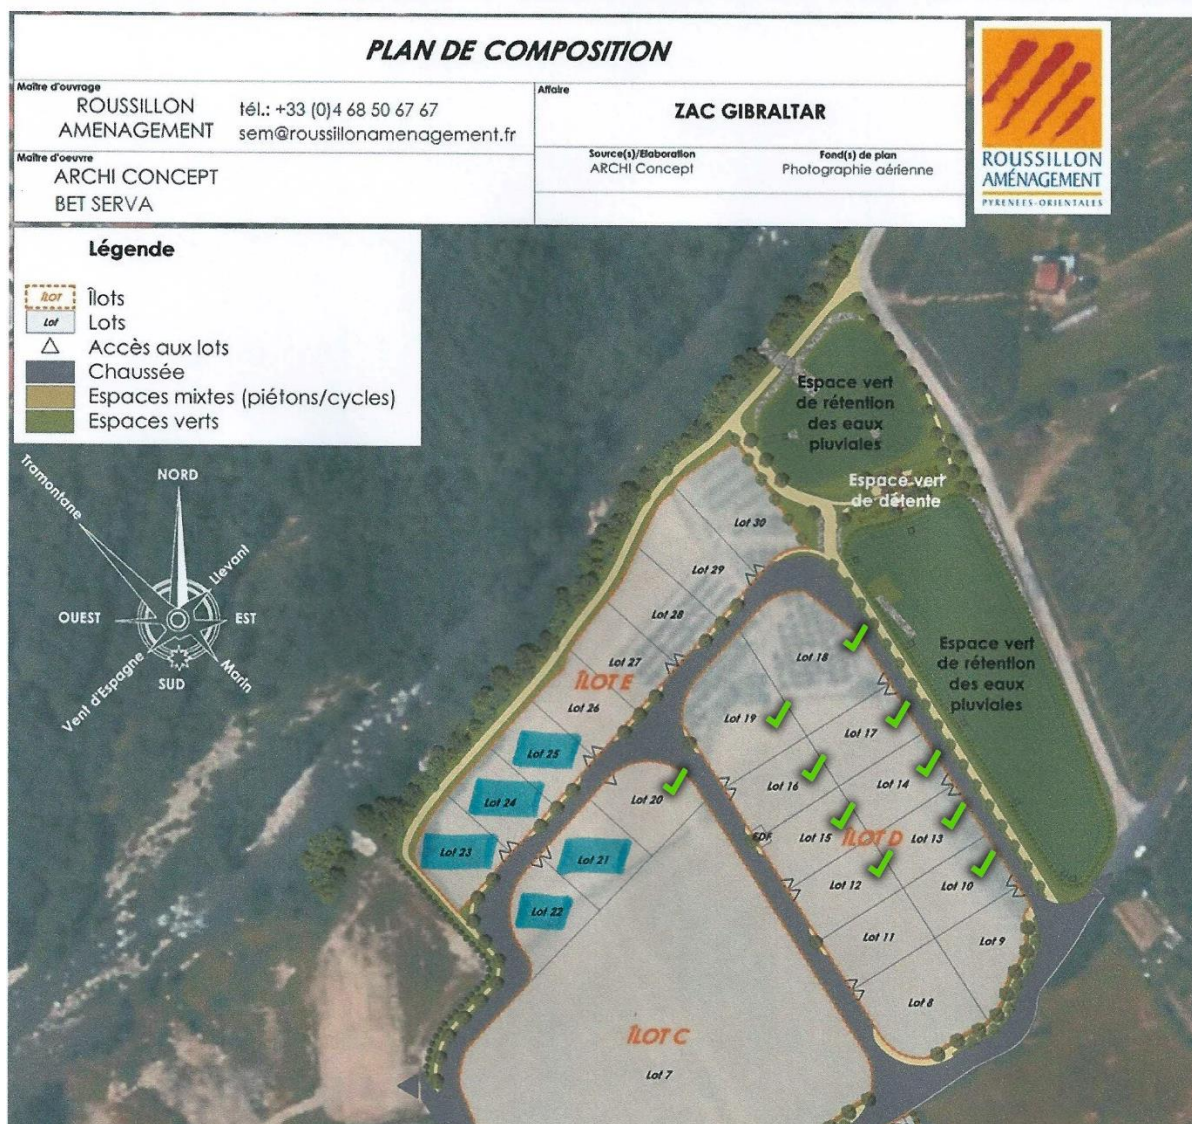 PLAN DE COMPOSITION
Maître d'ouvrage
ROUSSILLON
AMENAGEMENT
tél.: +33 (0)4 68 50 67 67
sem@roussillonamenagement.fr
Maître d'oeuvre
ARCHI CONCEPT
BET SERVA
Affaire
ZAC GIBRALTAR
Source(s)/Elaboration
ARCHI Concept
Fond(s) de plan
Photographie aérienne
ROUSSILLON
AMÉNAGEMENT
PYRENEES-ORIENTALES
Légende
ÎLOT
Îlots
Lot
Lots
Accès aux lots
Chaussée
Espaces mixtes (piétons/cycles)
Espaces verts
Tramontane
NORD
Llevant
OUEST
EST
Vent d'Espagne
SUD
Marin
Espace vert
de rétention
des eaux
pluviales
Espace vert
de détente
Espace vert
de rétention
des eaux
pluviales
Lot 30
Lot 29
Lot 28
Lot 27
ÎLOT E
Lot 26
Lot 25
Lot 24
Lot 23
Lot 18
Lot 19
Lot 17
Lot 16
Lot 14
Lot 20
EDF
Lot 15
ÎLOT D
Lot 13
Lot 21
Lot 12
Lot 10
Lot 22
Lot 11
Lot 9
Lot 8
ÎLOT C
Lot 7